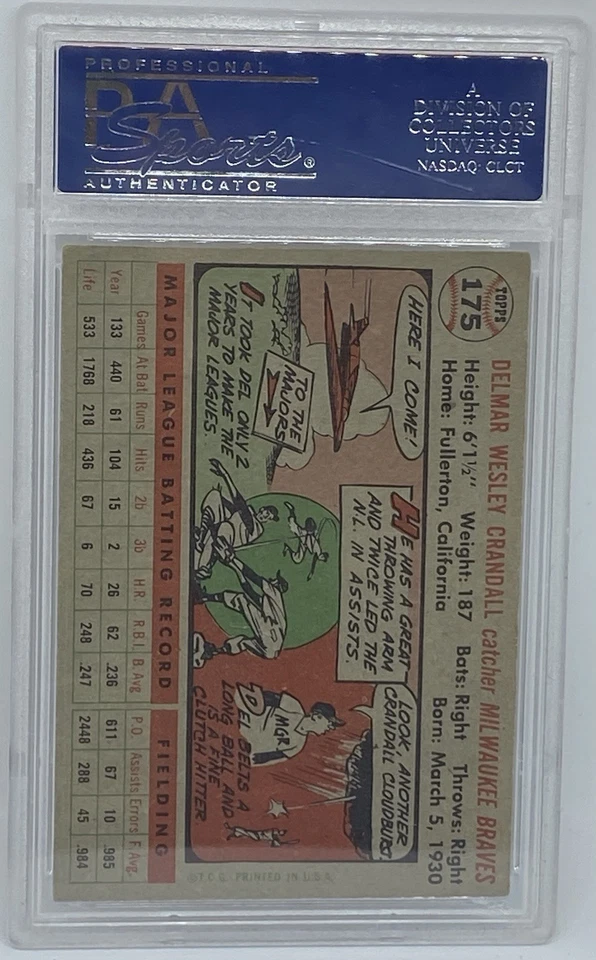 PROFESSIONAL
PSA
Sports®
AUTHENTICATOR
A
DIVISION OF
COLLECTORS
UNIVERSE
NASDAQ: CLCT
TOPPS
175
DELMAR WESLEY CRANDALL catcher MILWAUKEE BRAVES
Height: 6'1½" Weight: 187 Bats: Right Throws: Right
Home: Fullerton, California Born: March 5, 1930
HERE I COME!
TO THE
MAJORS
IT TOOK DEL ONLY 2
YEARS TO MAKE THE
MAJOR LEAGUES.
HE HAS A GREAT
THROWING ARM
AND TWICE LED THE
N.L. IN ASSISTS.
LOOK, ANOTHER
CRANDALL CLOUDBURST.
MGR.
DEL BELTS A
LONG BALL AND
IS A FINE
CLUTCH HITTER
T.C.G. PRINTED IN U.S.A.
MAJOR LEAGUE BATTING RECORD FIELDING
Games At Bat Runs Hits 2b 3b H.R. R.B.I. B. Avg. P.O. Assists Errors F. Avg.
Year 133 440 61 104 15 2 26 62 .236 611 67 10 .985
Life 533 1768 218 436 67 6 70 248 .247 2448 288 45 .984